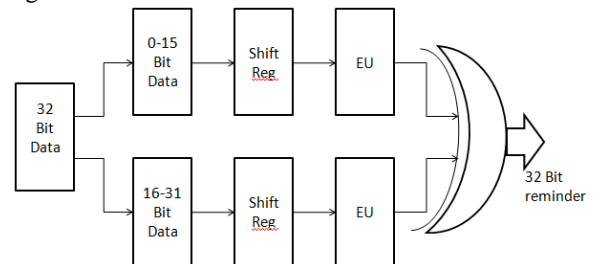 0-15
Bit
Data
Shift
Reg
EU
32
Bit
Data
16-31
Bit
Data
Shift
Reg
EU
32 Bit
reminder